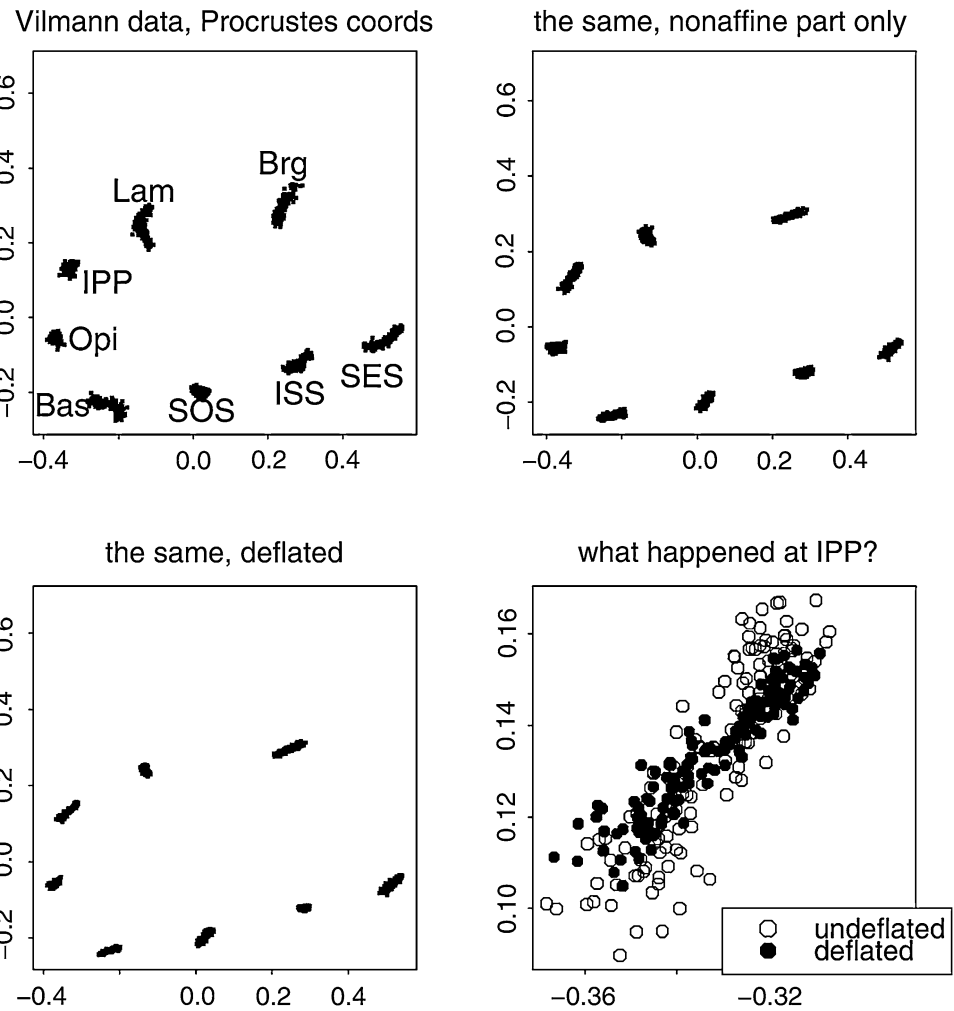 Vilmann data, Procrustes coords
0.6
0.4
0.2
0.0
−0.2
Lam
Brg
IPP
Opi
SES
ISS
Bas
SOS
−0.4
0.0
0.2
0.4
the same, nonaffine part only
0.6
0.4
0.2
0.0
−0.2
−0.4
0.0
0.2
0.4
the same, deflated
0.6
0.4
0.2
0.0
−0.2
−0.4
0.0
0.2
0.4
what happened at IPP?
0.16
0.14
0.12
0.10
undeflated
deflated
−0.36
−0.32